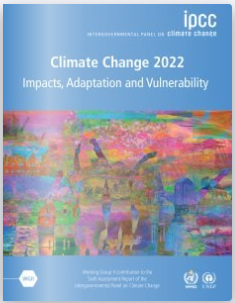 ipcc
INTERGOVERNMENTAL PANEL ON climate change
Climate Change 2022
Impacts, Adaptation and Vulnerability
Working Group II contribution to the
Sixth Assessment Report of the
Intergovernmental Panel on Climate Change
WGII